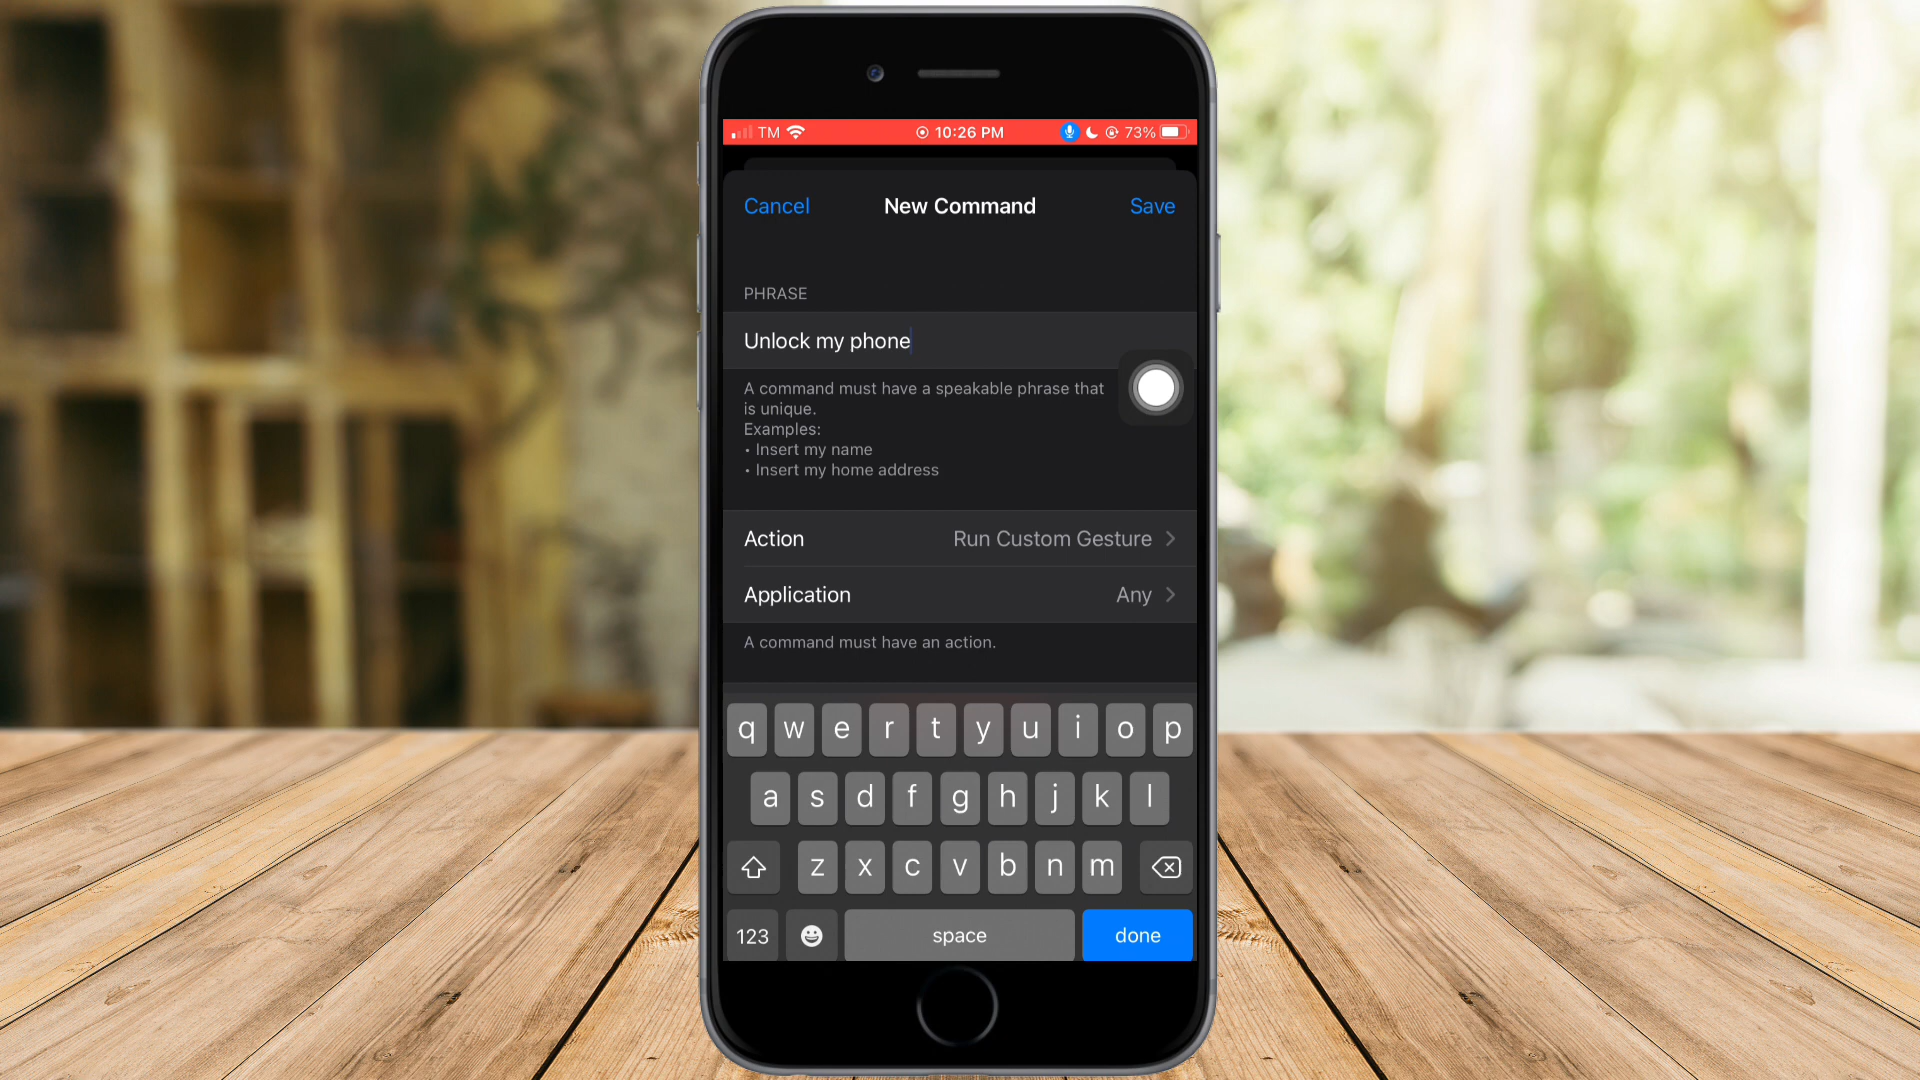 TM 10:26 PM 73%
Cancel New Command Save
PHRASE
Unlock my phone
A command must have a speakable phrase that
is unique.
Examples:
• Insert my name
• Insert my home address
Action Run Custom Gesture
Application Any
A command must have an action.
q w e r t y u i o p
a s d f g h j k l
z x c v b n m
123 space done